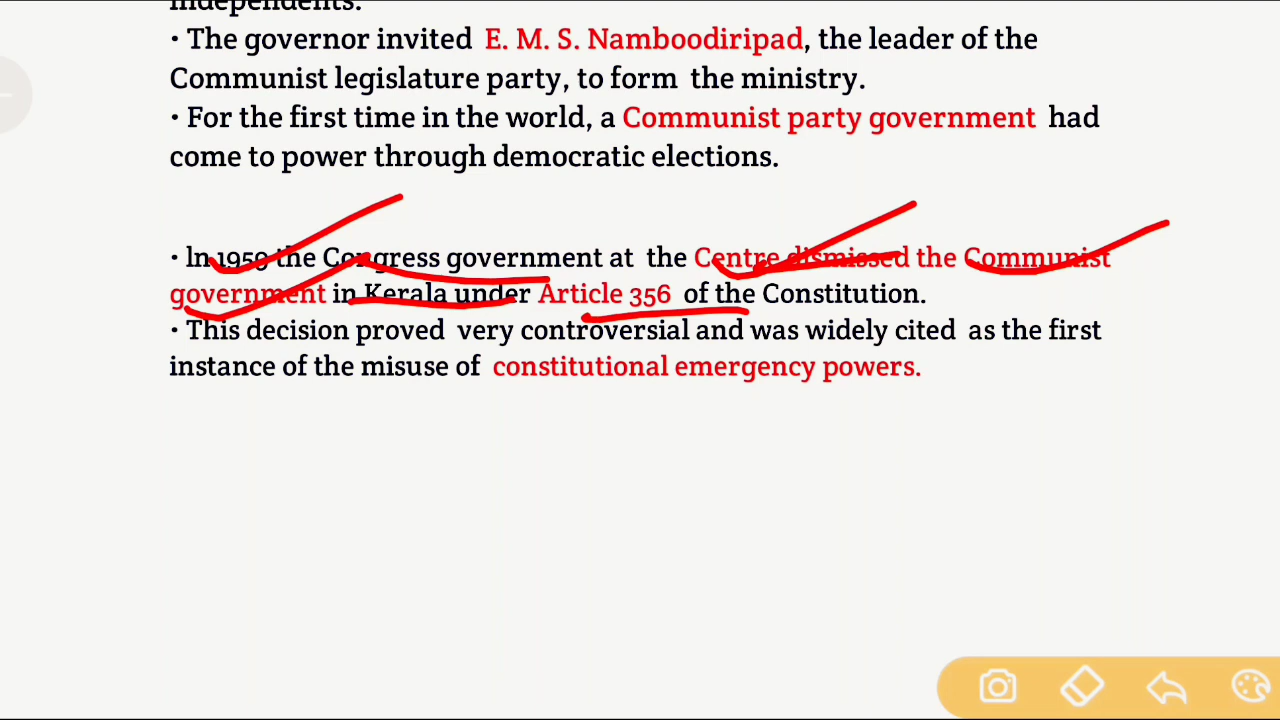 independents.
• The governor invited E. M. S. Namboodiripad, the leader of the
Communist legislature party, to form the ministry.
• For the first time in the world, a Communist party government had
come to power through democratic elections.
• In 1959 the Congress government at the Centre dismissed the Communist
government in Kerala under Article 356 of the Constitution.
• This decision proved very controversial and was widely cited as the first
instance of the misuse of constitutional emergency powers.